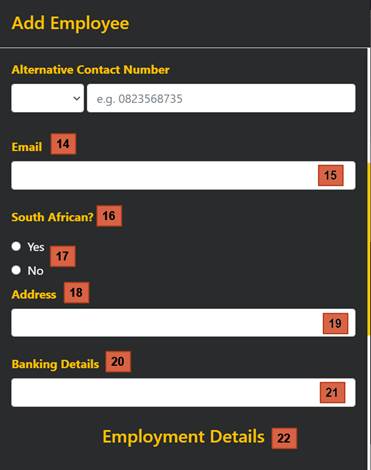 Add Employee
Alternative Contact Number
e.g. 0823568735
Email 14
15
South African? 16
Yes
17
No
Address 18
19
Banking Details 20
21
Employment Details 22